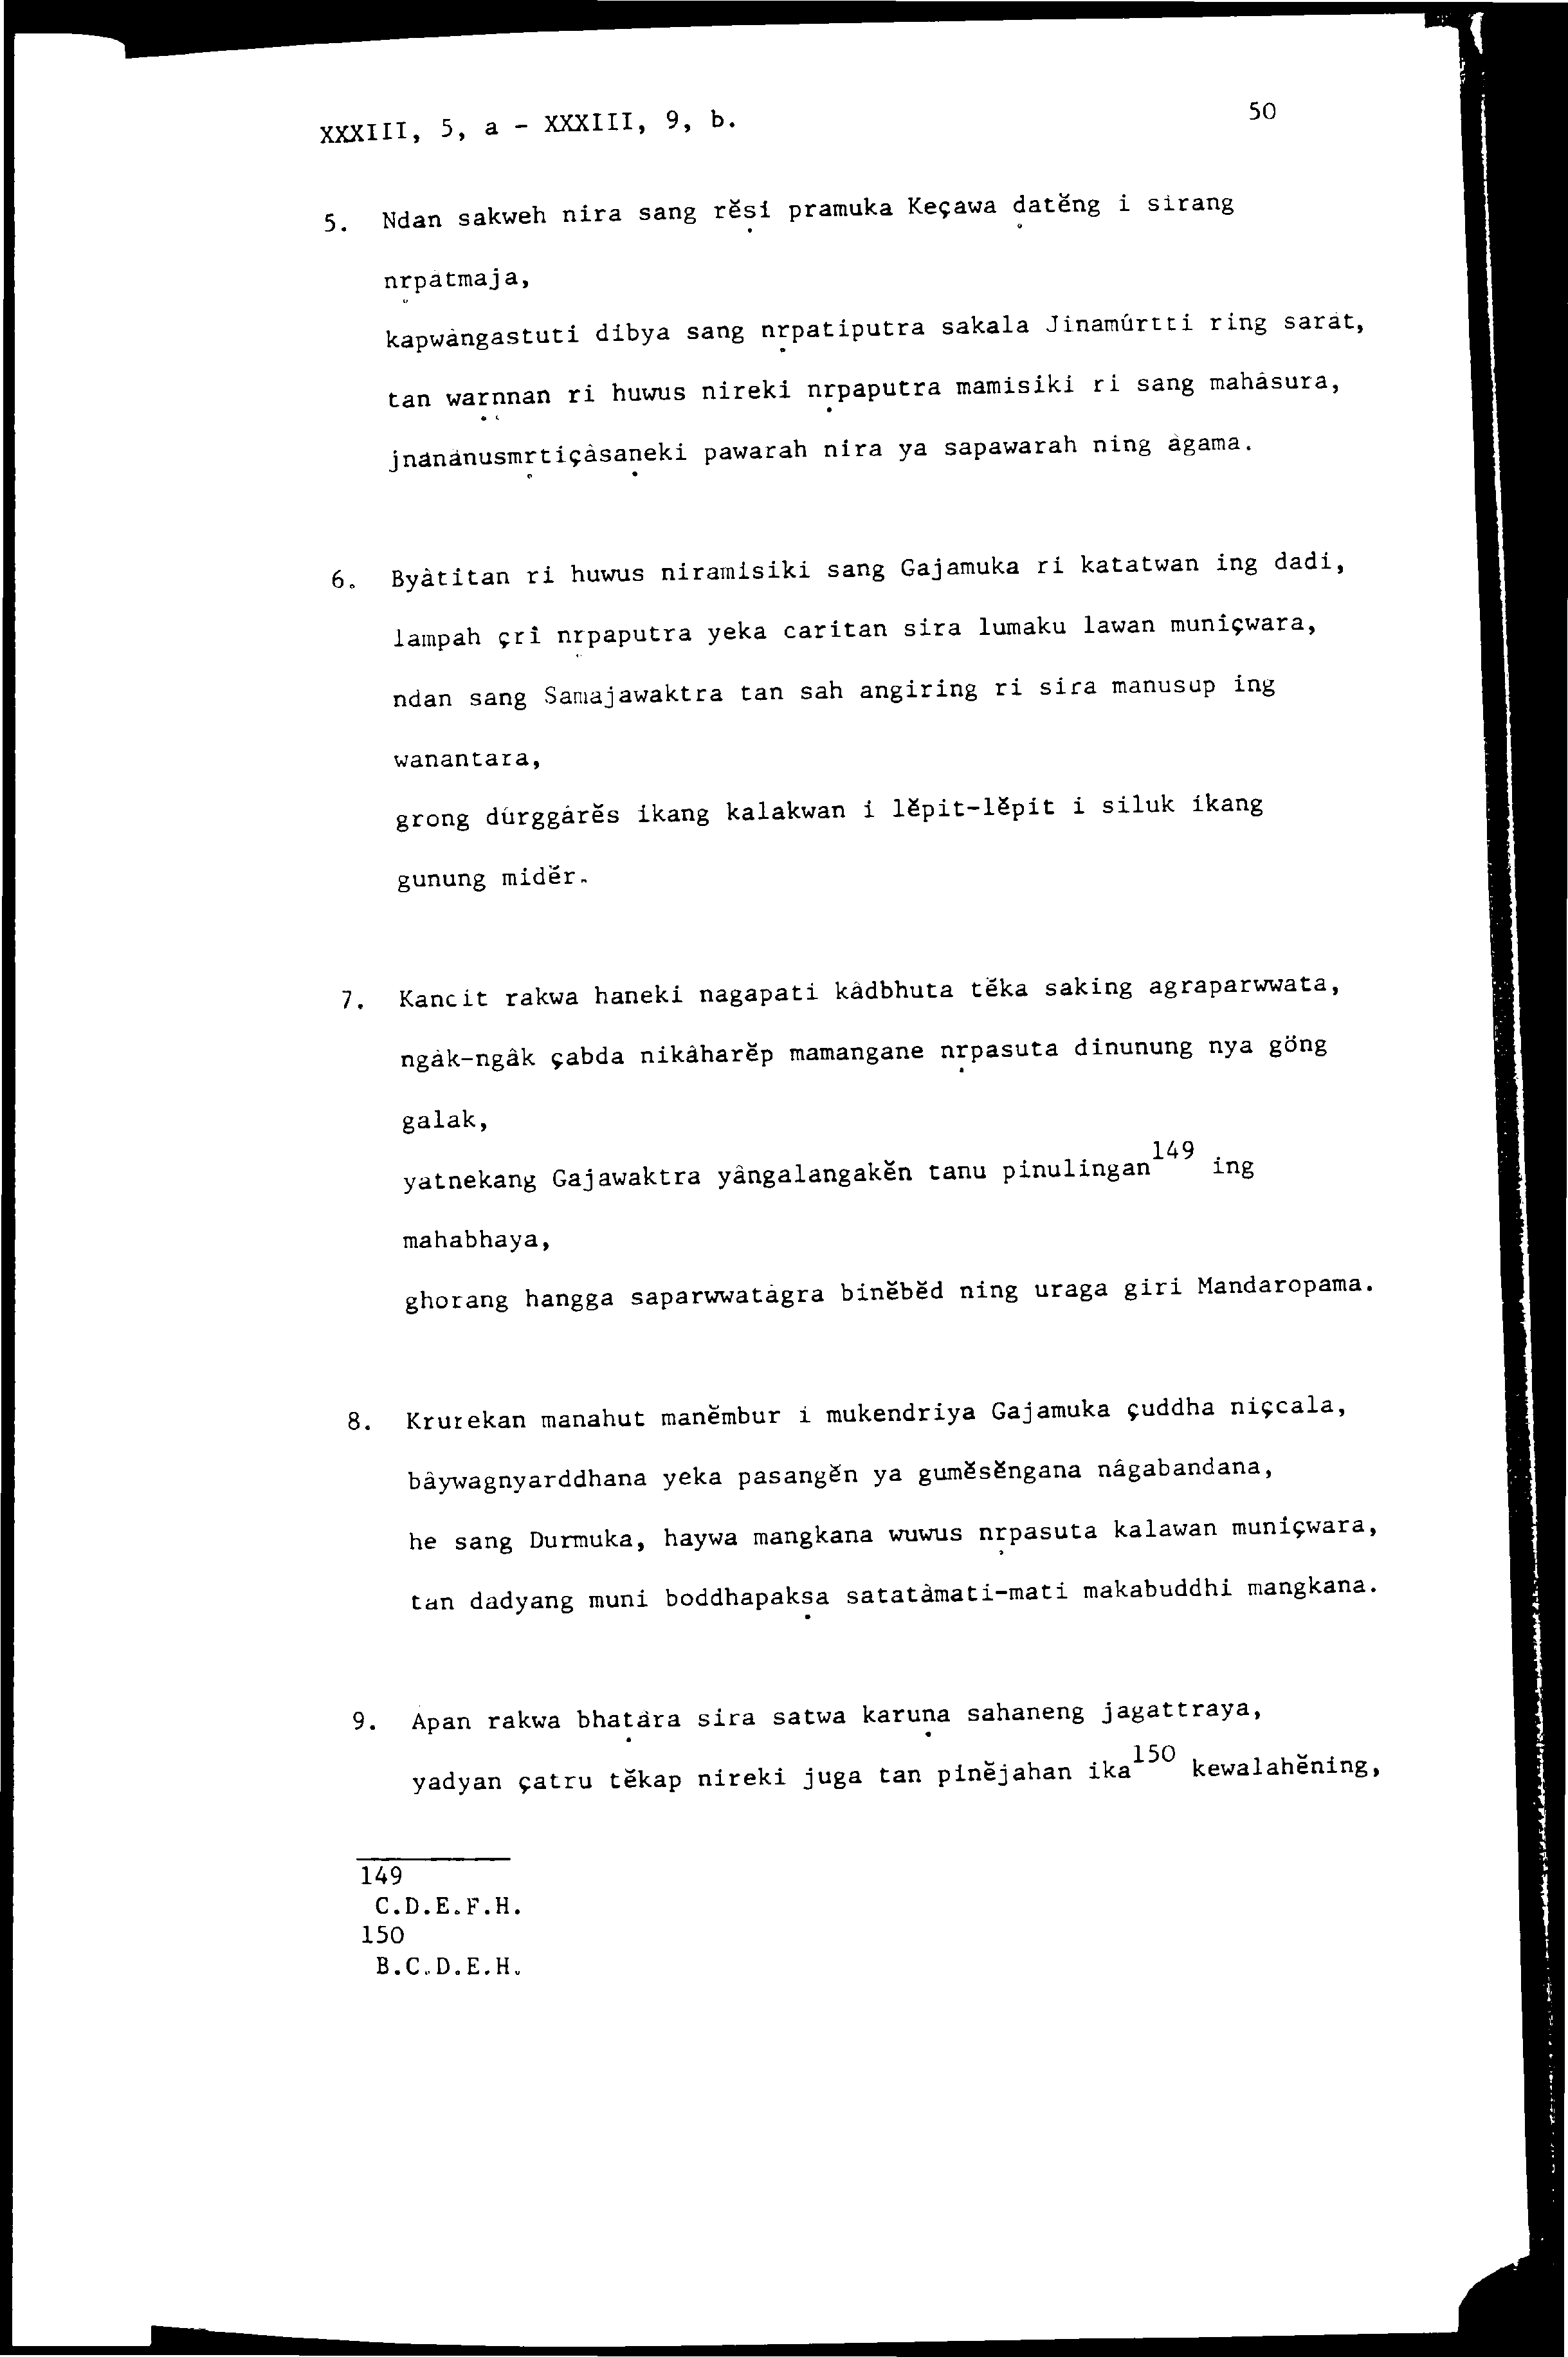 XXXIII, 5, a - XXXIII, 9, b.
50
5. Ndan sakweh nira sang rĕṣi pramuka Keçawa ḍatĕng i sirang
nṛpâtmaja,
kapwângastuti dibya sang nṛpatiputra sakala Jinamûrtti ring sarât,
tan warṇṇan ri huwus nireki nṛpaputra mamisiki ri sang mahâsura,
jnânânusmṛtiçâsaṇeki pawarah nira ya sapawarah ning âgama.
6. Byâtitan ri huwus niramisiki sang Gajamuka ri katatwan ing dadi,
lampah çrî nṛpaputra yeka caritan sira lumaku lawan muniçwara,
ndan sang Samajawaktra tan sah angiring ri sira manusup ing
wanantara,
grong dûrggârĕs ikang kalakwan i lĕpit-lĕpit i siluk ikang
gunung midĕr.
7. Kancit rakwa haneki nagapati kâdbhuta tĕka saking agraparwwata,
ngâk-ngâk çabda nikâharĕp mamangane nṛpasuta dinunung nya göng
galak,
yatnekang Gajawaktra yângalangakĕn tanu pinulingan149 ing
mahabhaya,
ghorang hangga saparwwatâgra binĕbĕd ning uraga giri Mandaropama.
8. Krurekan manahut manĕmbur i mukendriya Gajamuka çuddha niçcala,
bâywagnyarddhana yeka pasangĕn ya gumĕsĕngana nâgabandana,
he sang Durmuka, haywa mangkana wuwus nṛpasuta kalawan muniçwara,
tan dadyang muni boddhapakṣa satatâmati-mati makabuddhi mangkana.
9. Apan rakwa bhaṭâra sira satwa karuṇa sahaneng jagattraya,
yadyan çatru tĕkap nireki juga tan pinĕjahan ika150 kewalahĕning,
149
C.D.E.F.H.
150
B.C.D.E.H.